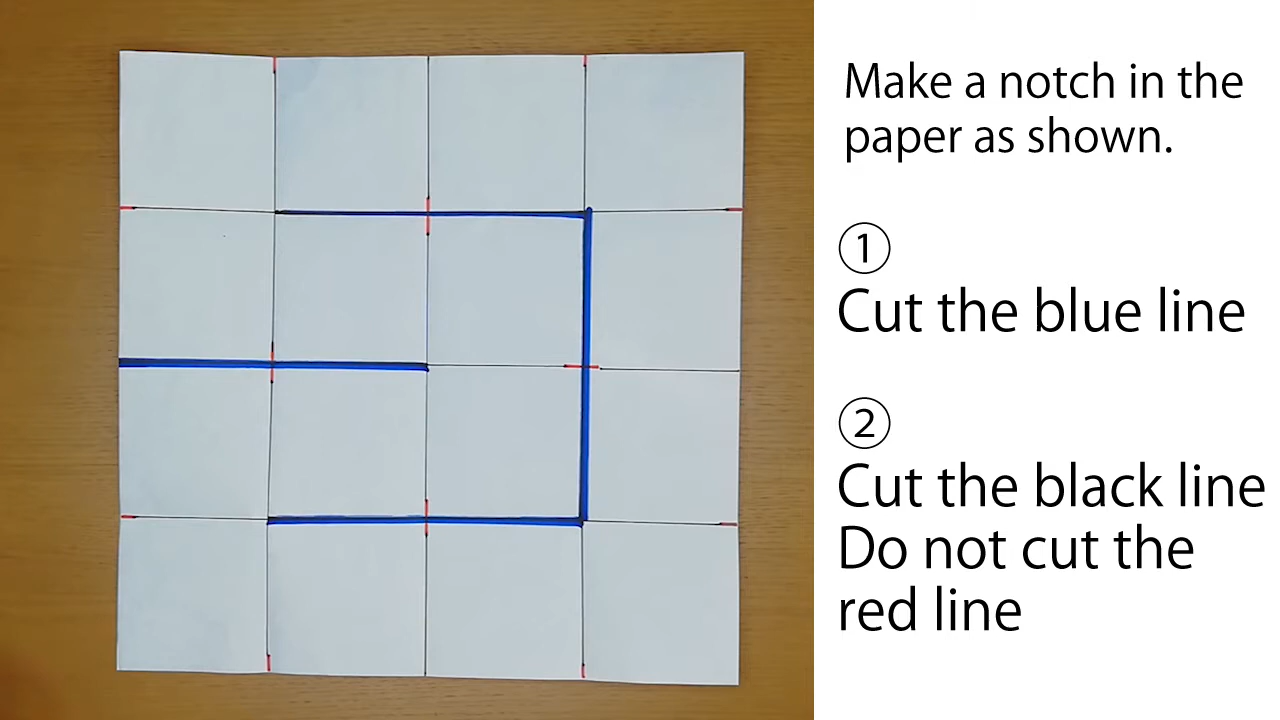 Make a notch in the
paper as shown.
①
Cut the blue line
②
Cut the black line
Do not cut the
red line